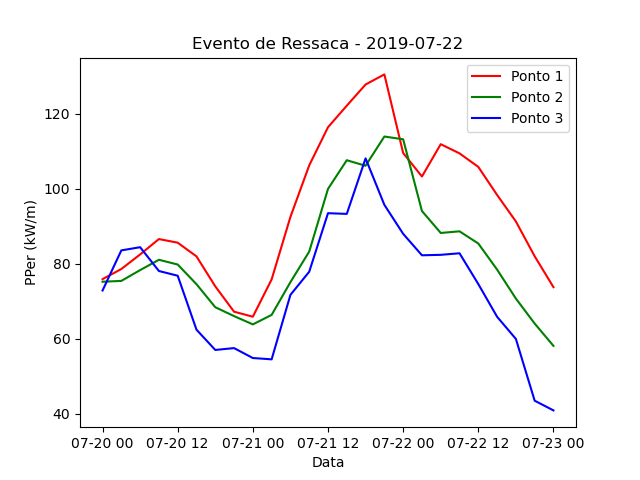 Evento de Ressaca - 2019-07-22
Ponto 1
Ponto 2
Ponto 3
PPer (kW/m)
120
100
80
60
40
07-20 00 07-20 12 07-21 00 07-21 12 07-22 00 07-22 12 07-23 00
Data